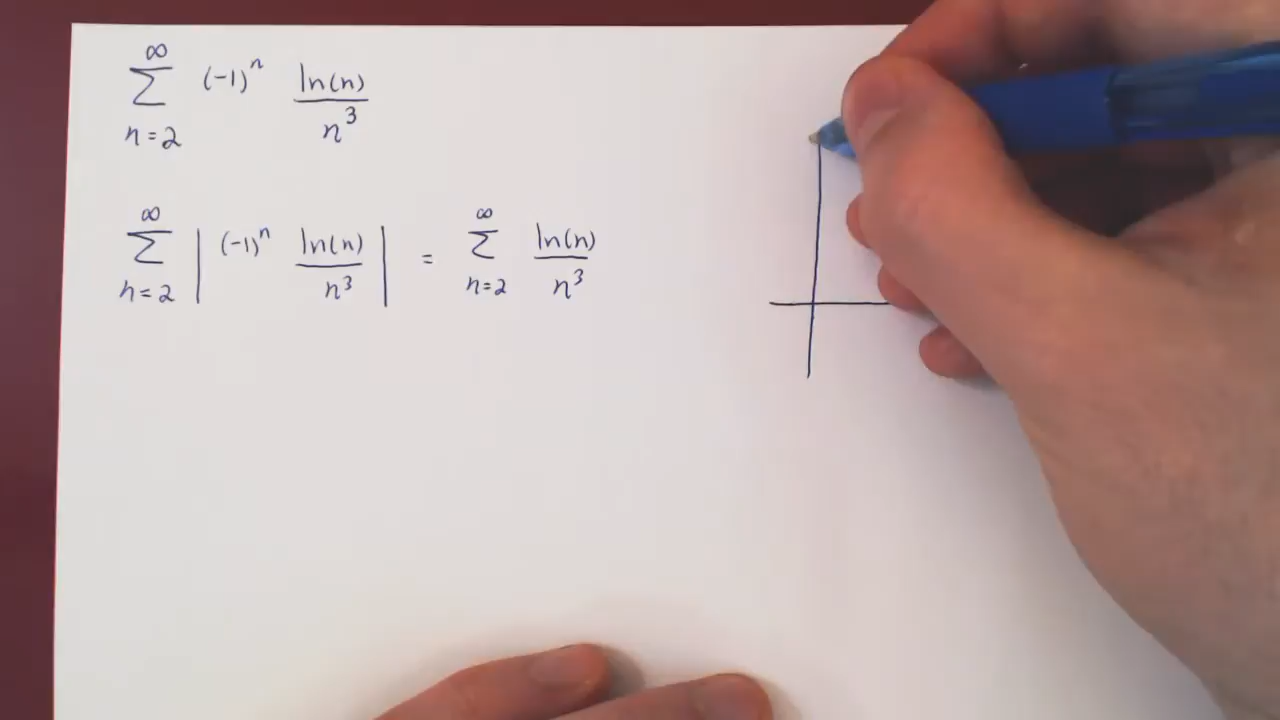 ∞
∑ (-1)^n ln(n)/n^3
n=2
∞ ∞
∑ | (-1)^n ln(n)/n^3 | = ∑ ln(n)/n^3
n=2 n=2